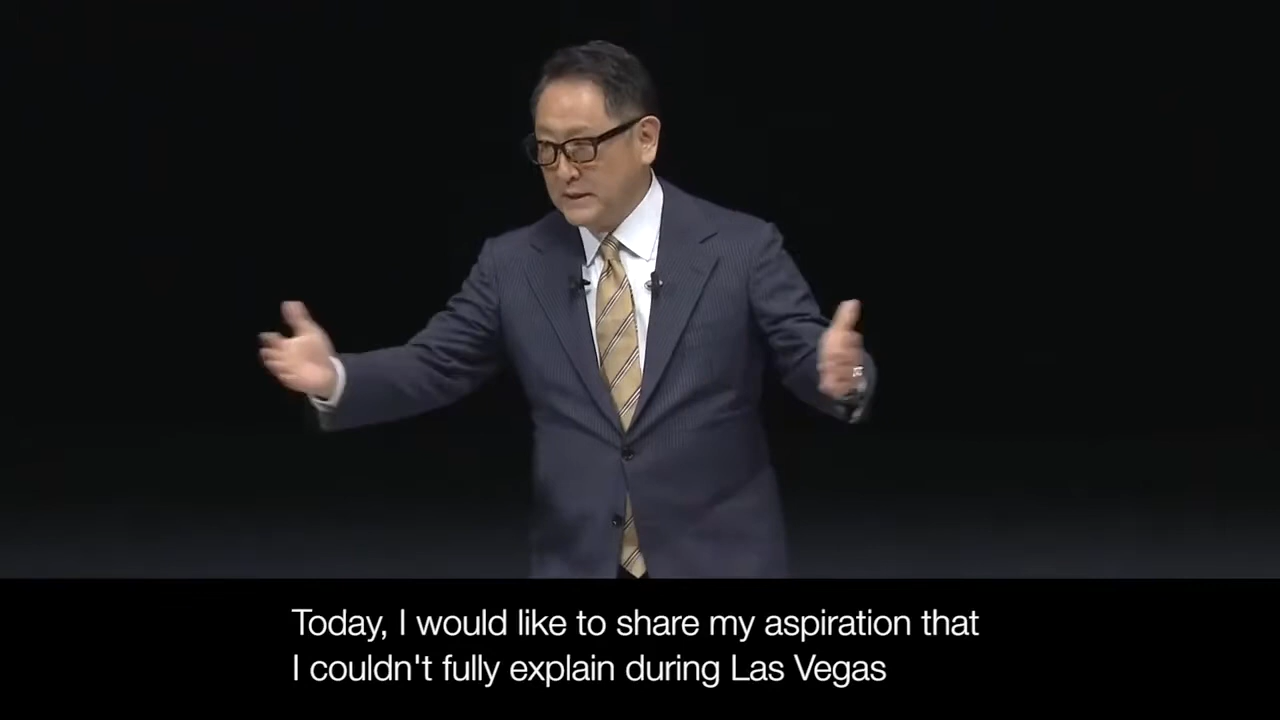 Today, I would like to share my aspiration that
I couldn't fully explain during Las Vegas